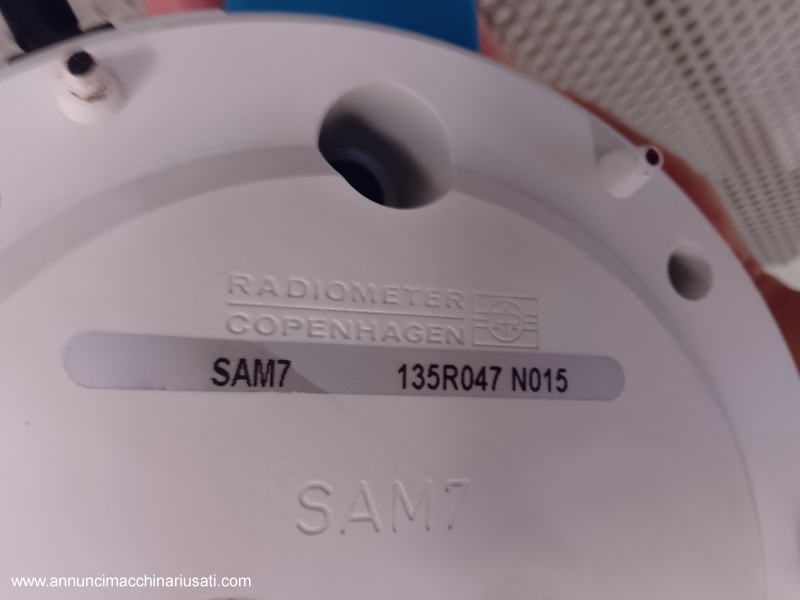 RADIOMETER
COPENHAGEN
SAM7 135R047 N015
SAM7
www.annuncimacchinariusati.com